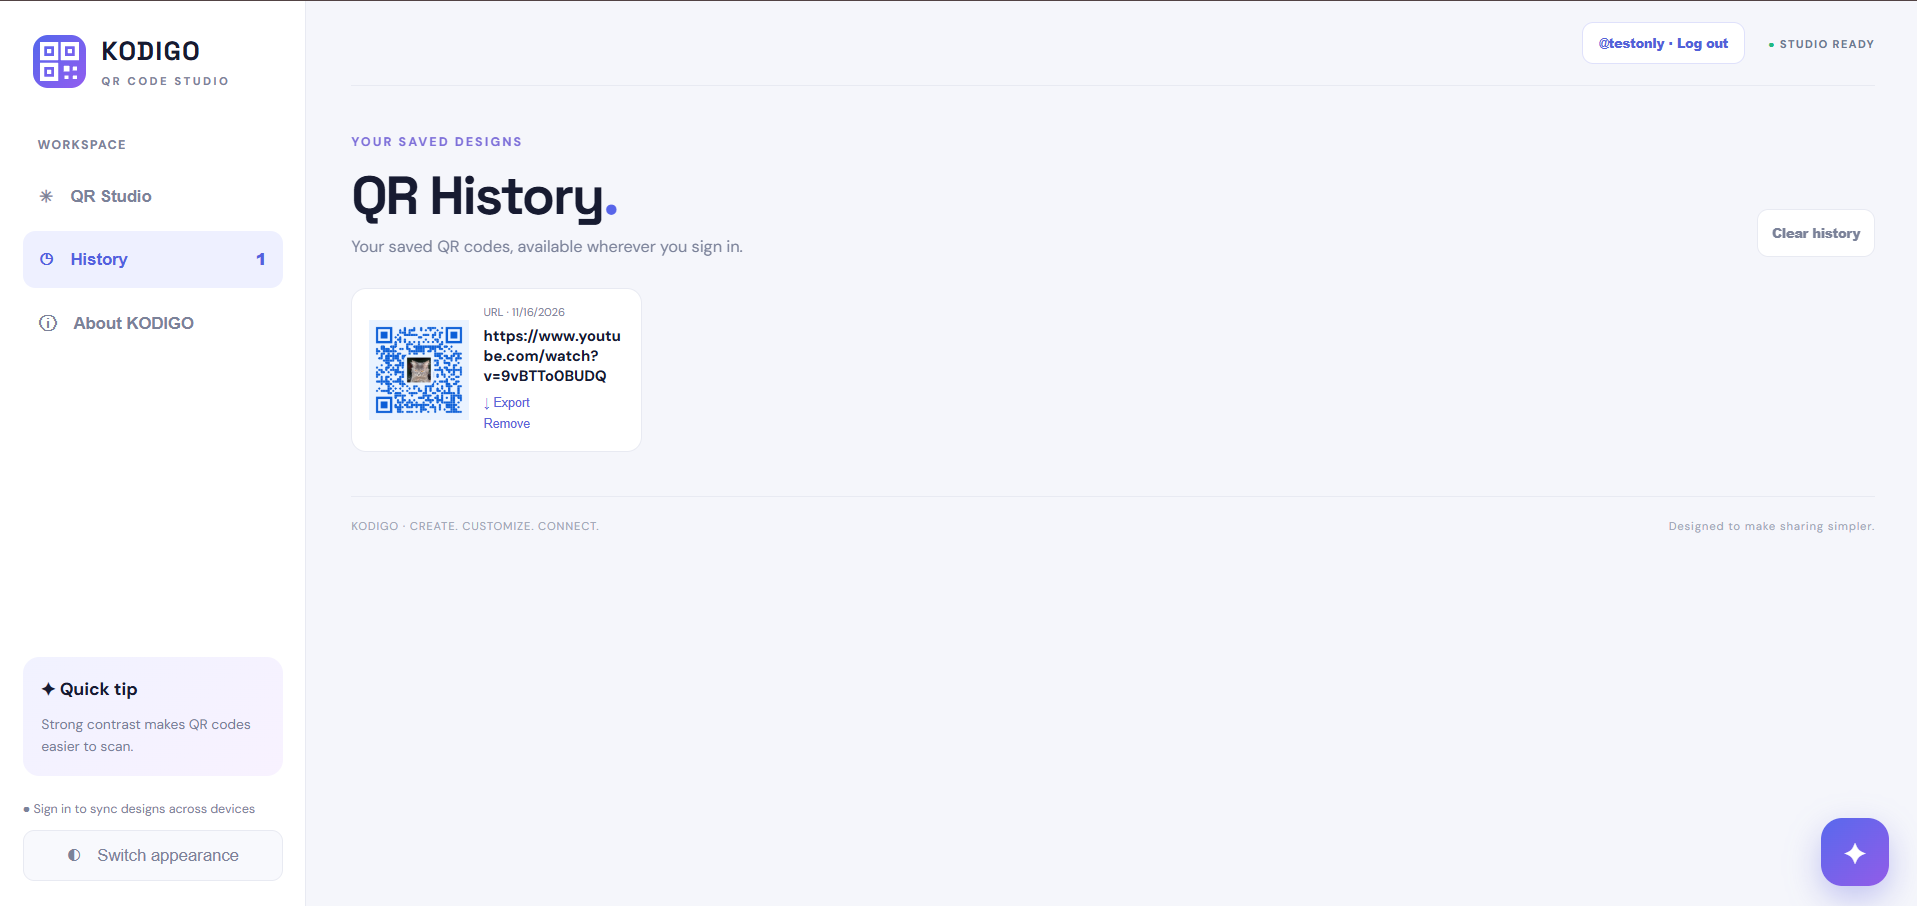 KODIGO
QR CODE STUDIO
WORKSPACE
QR Studio
History 1
About KODIGO
✦ Quick tip
Strong contrast makes QR codes
easier to scan.
● Sign in to sync designs across devices
Switch appearance
@testonly · Log out
● STUDIO READY
YOUR SAVED DESIGNS
QR History.
Your saved QR codes, available wherever you sign in.
Clear history
URL · 11/16/2026
https://www.youtu
be.com/watch?
v=9vBTTo0BUDQ
↓ Export
Remove
KODIGO · CREATE. CUSTOMIZE. CONNECT.
Designed to make sharing simpler.